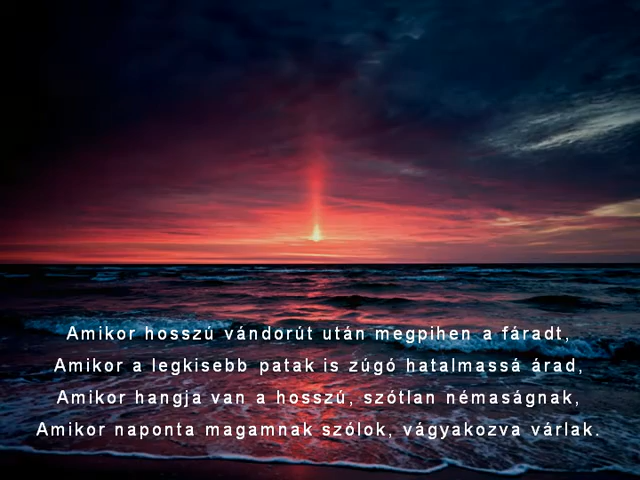 Amikor hosszú vándorút után megpihen a fáradt,
Amikor a legkisebb patak is zúgó hatalmassá árad,
Amikor hangja van a hosszú, szótlan némaságnak,
Amikor naponta magamnak szólok, vágyakozva várlak.